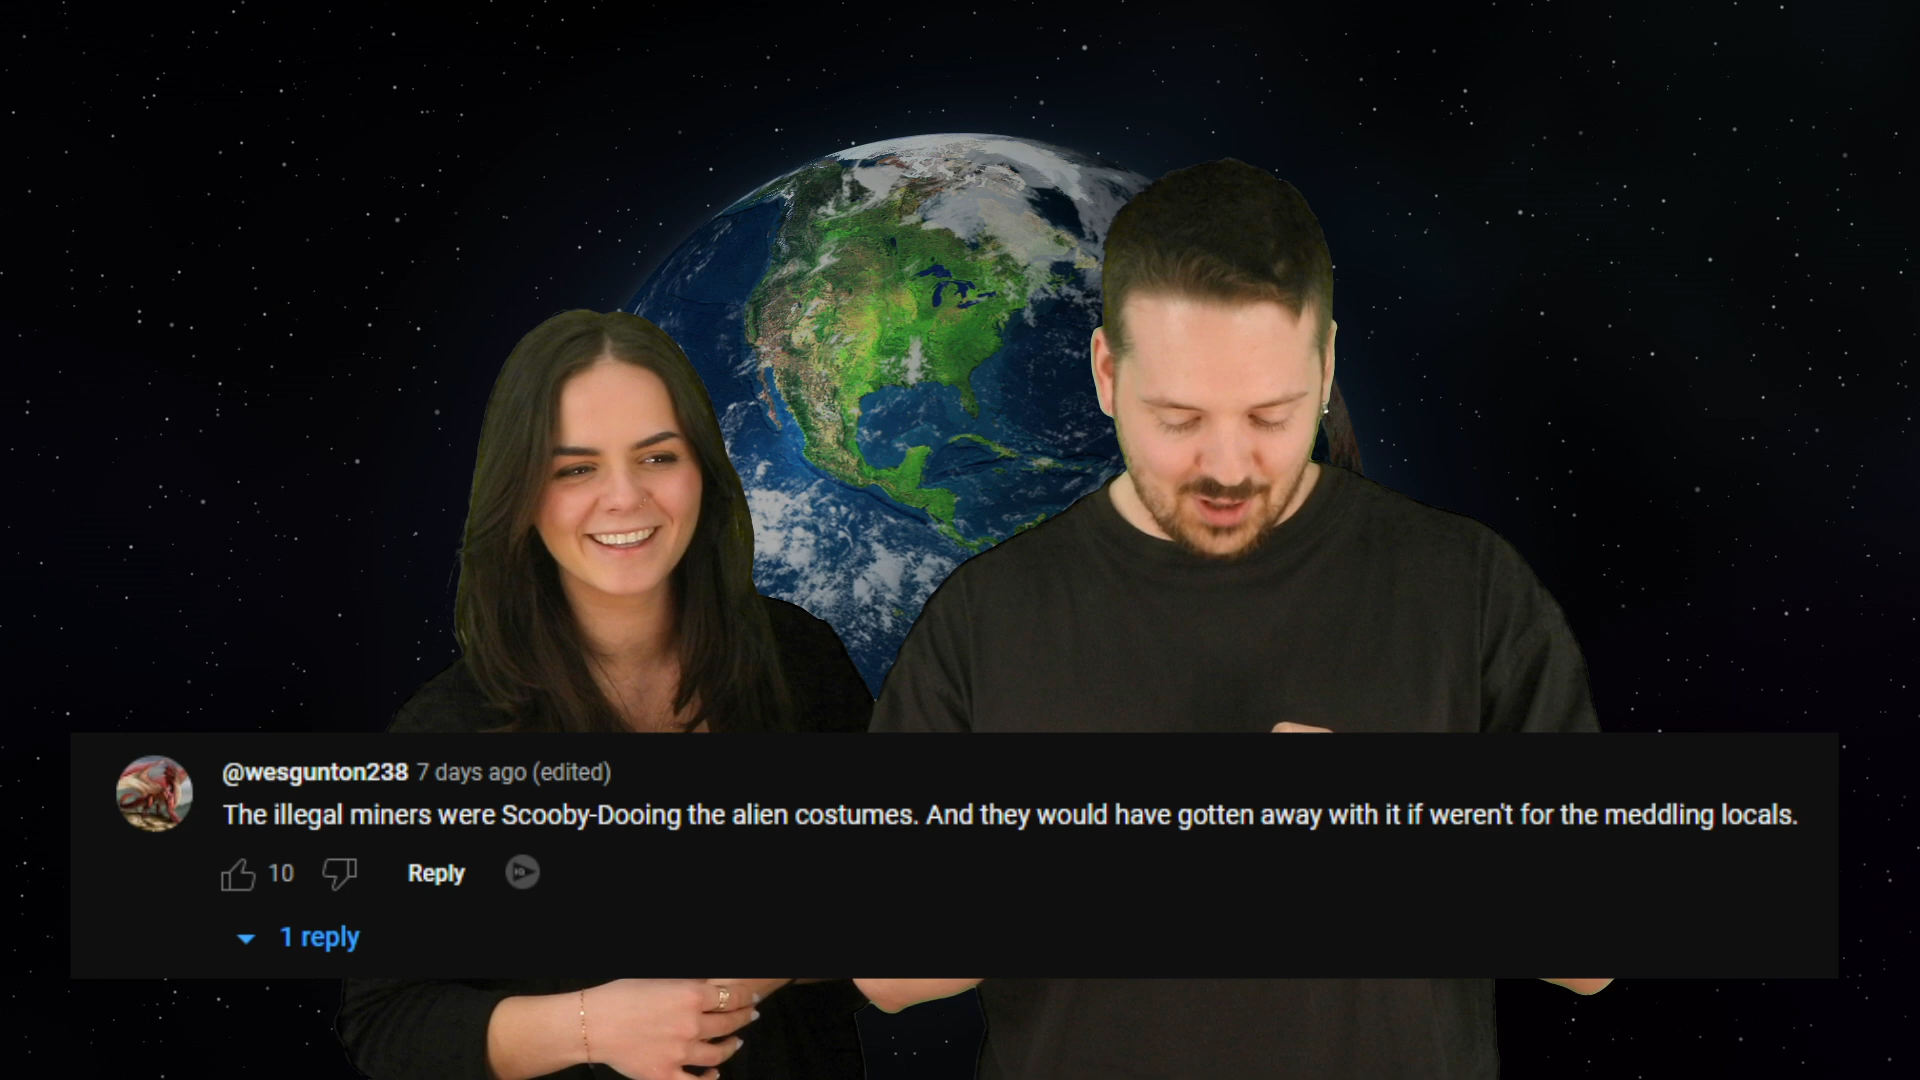 @wesgunton238 7 days ago (edited)
The illegal miners were Scooby-Dooing the alien costumes. And they would have gotten away with it if weren't for the meddling locals.
10 Reply
1 reply